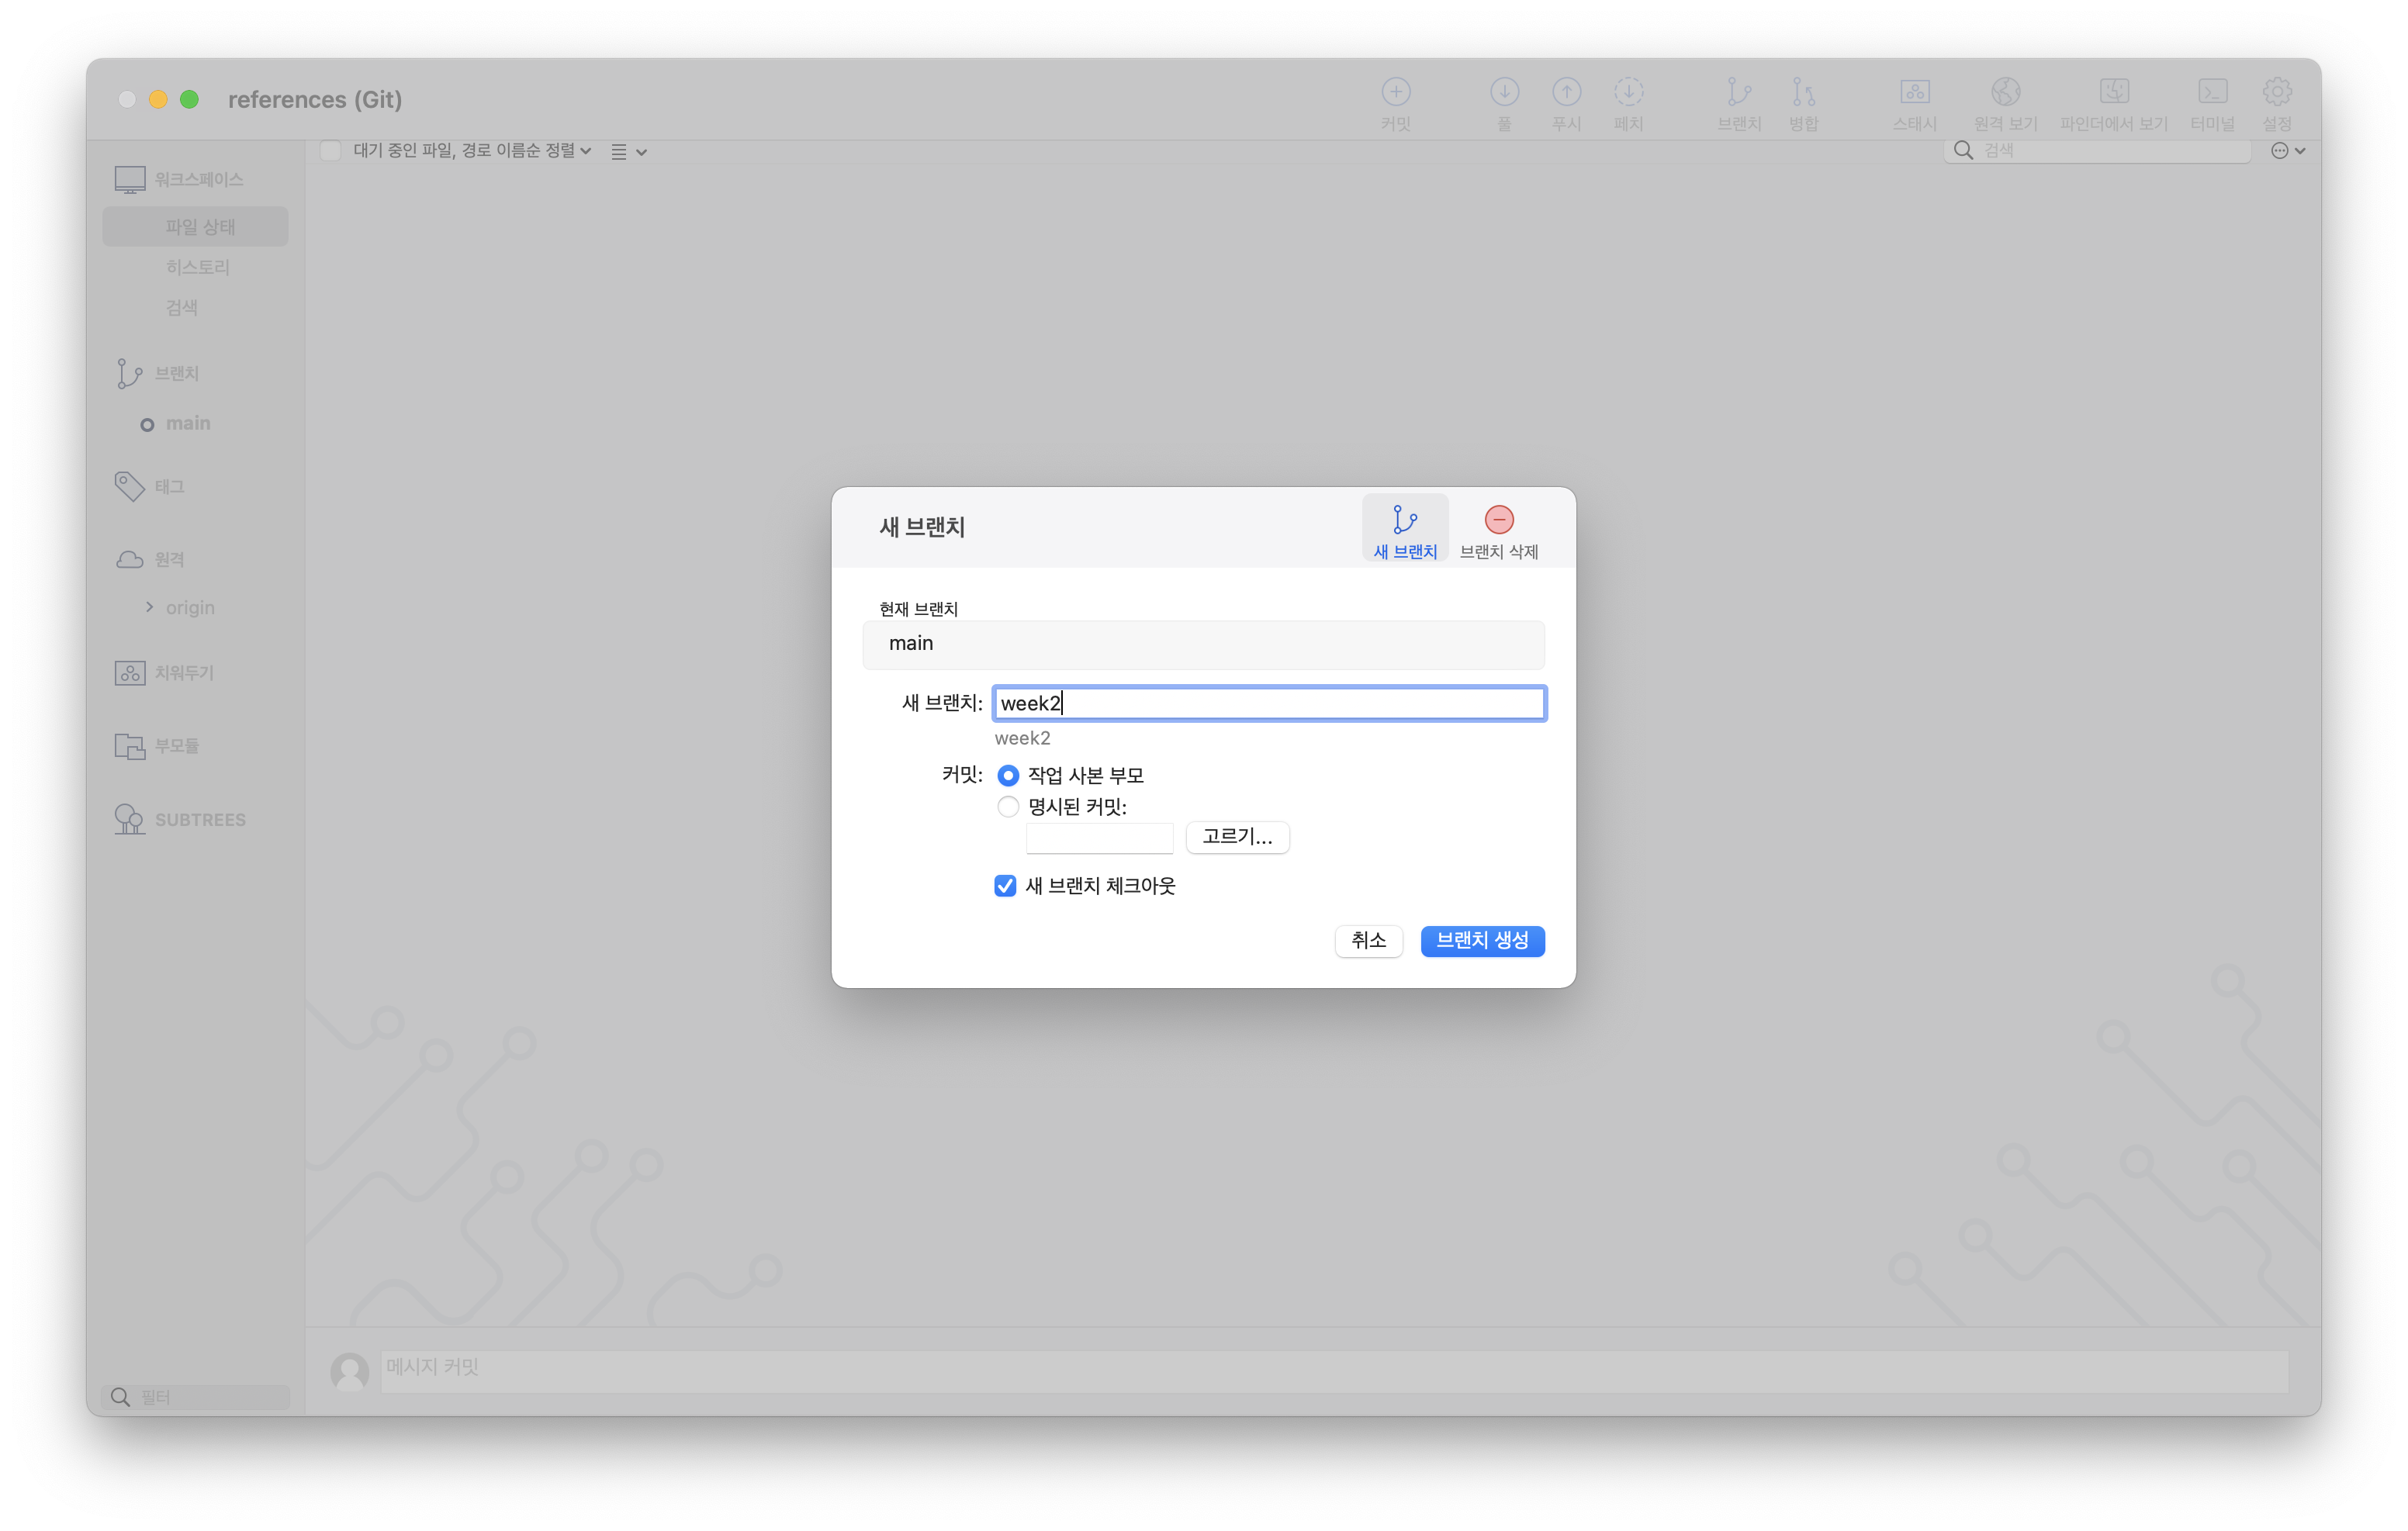 references (Git)
커밋
풀
푸시
페치
브랜치
병합
스태시
원격 보기
파인더에서 보기
터미널
설정
대기 중인 파일, 경로 이름순 정렬
검색
워크스페이스
파일 상태
히스토리
검색
브랜치
main
태그
원격
origin
치워두기
부모듈
SUBTREES
필터
새 브랜치
새 브랜치
브랜치 삭제
현재 브랜치
main
새 브랜치: week2
week2
커밋: 작업 사본 부모
명시된 커밋:
고르기...
새 브랜치 체크아웃
취소
브랜치 생성
메시지 커밋